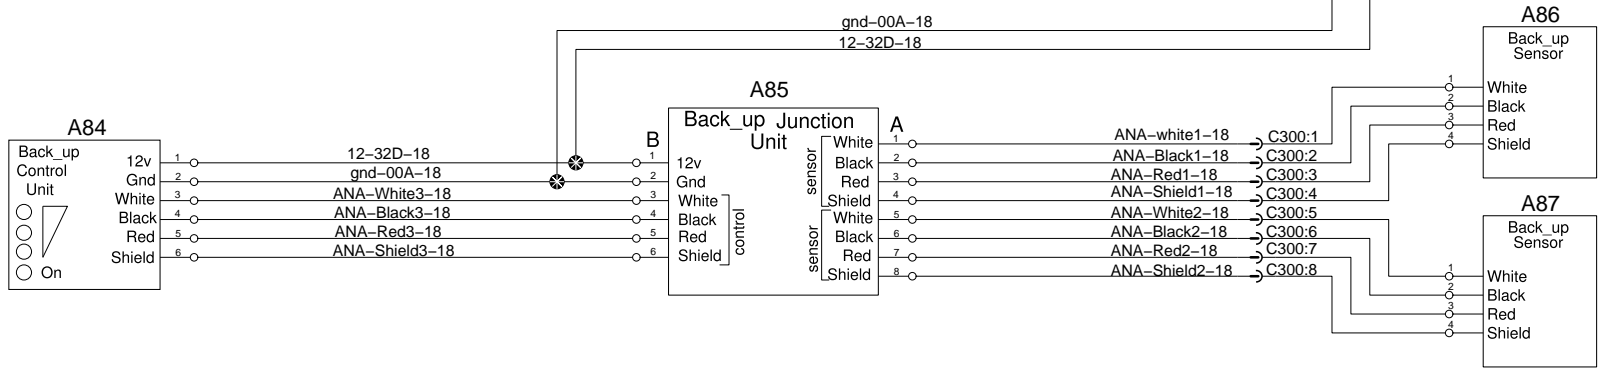 gnd-00A-18
12-32D-18
A84
Back_up
Control
Unit
On
12v
Gnd
White
Black
Red
Shield
1
2
3
4
5
6
12-32D-18
gnd-00A-18
ANA-White3-18
ANA-Black3-18
ANA-Red3-18
ANA-Shield3-18
A85
B
A
Back_up Junction
Unit
1
2
3
4
5
6
12v
Gnd
White
Black
Red
Shield
control
sensor
White
Black
Red
Shield
sensor
White
Black
Red
Shield
1
2
3
4
5
6
7
8
ANA-white1-18 C300:1
ANA-Black1-18 C300:2
ANA-Red1-18 C300:3
ANA-Shield1-18 C300:4
ANA-White2-18 C300:5
ANA-Black2-18 C300:6
ANA-Red2-18 C300:7
ANA-Shield2-18 C300:8
A86
Back_up
Sensor
1 White
2 Black
3 Red
4 Shield
A87
Back_up
Sensor
1 White
2 Black
3 Red
4 Shield